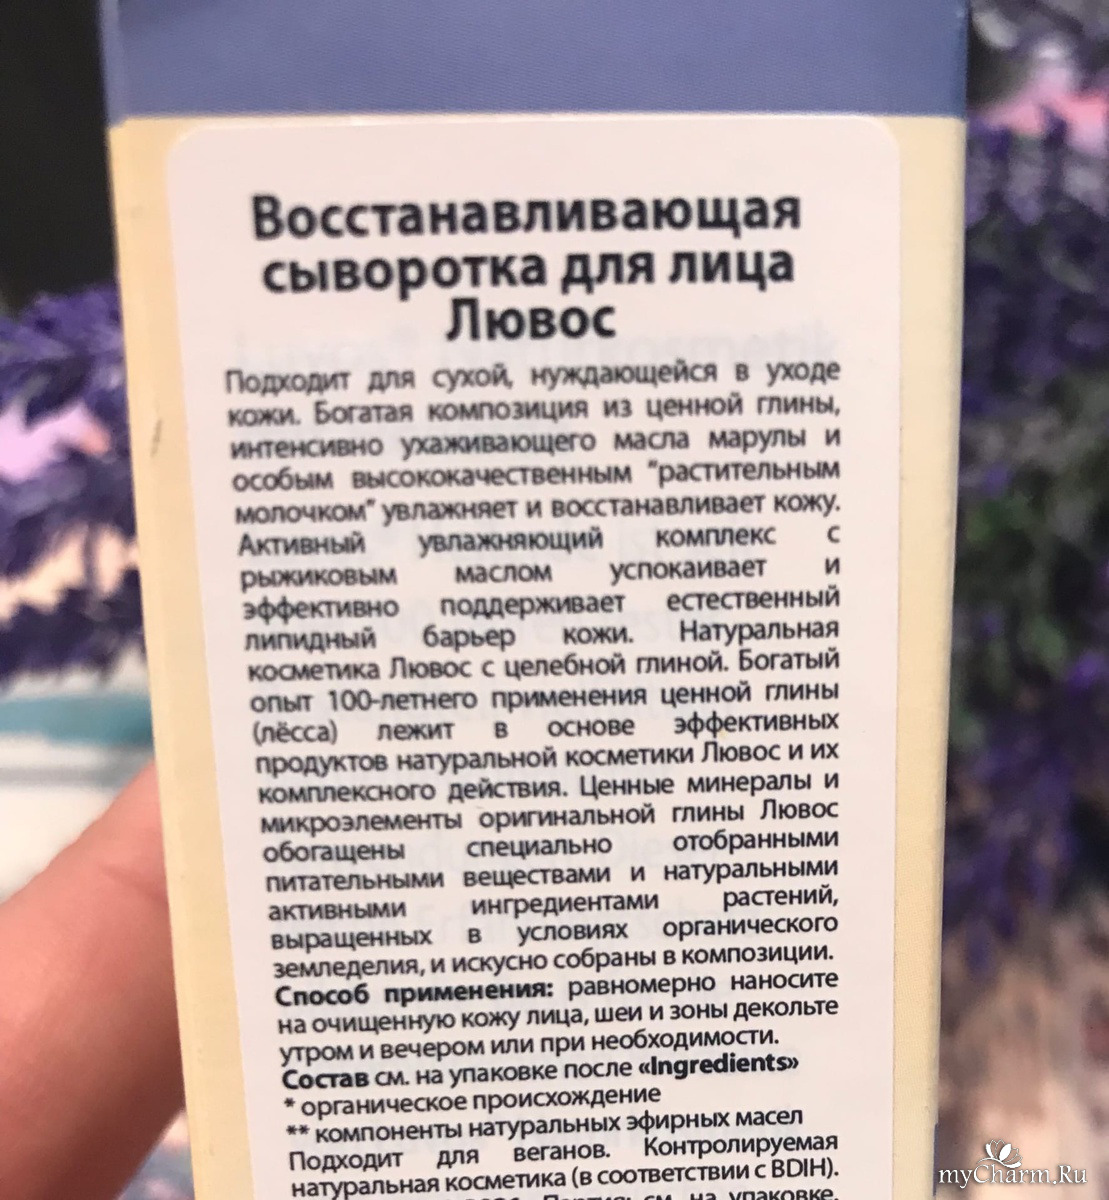 Восстанавливающая
сыворотка для лица
Лювос
Подходит для сухой, нуждающейся в уходе
кожи. Богатая композиция из ценной глины,
интенсивно ухаживающего масла марулы и
особым высококачественным "растительным
молочком" увлажняет и восстанавливает кожу.
Активный увлажняющий комплекс с
рыжиковым маслом успокаивает и
эффективно поддерживает естественный
липидный барьер кожи. Натуральная
косметика Лювос с целебной глиной. Богатый
опыт 100-летнего применения ценной глины
(лёсса) лежит в основе эффективных
продуктов натуральной косметики Лювос и их
комплексного действия. Ценные минералы и
микроэлементы оригинальной глины Лювос
обогащены специально отобранными
питательными веществами и натуральными
активными ингредиентами растений,
выращенных в условиях органического
земледелия, и искусно собраны в композиции.
Способ применения: равномерно наносите
на очищенную кожу лица, шеи и зоны декольте
утром и вечером или при необходимости.
Состав см. на упаковке после «Ingredients»
* органическое происхождение
** компоненты натуральных эфирных масел
Подходит для веганов. Контролируемая
натуральная косметика (в соответствии с BDIH).
см. на упаковке.
myCharm.Ru